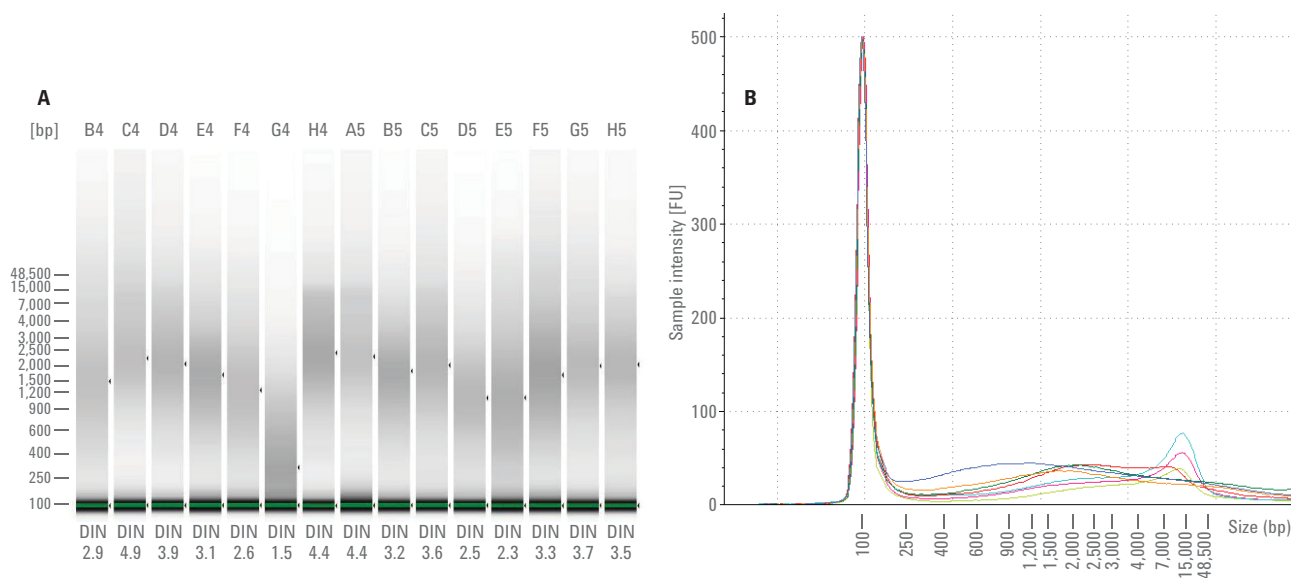 A
[bp] B4 C4 D4 E4 F4 G4 H4 A5 B5 C5 D5 E5 F5 G5 H5
48,500
15,000
7,000
4,000
3,000
2,500
2,000
1,500
1,200
900
600
400
250
100
DIN DIN DIN DIN DIN DIN DIN DIN DIN DIN DIN DIN DIN DIN DIN
2.9 4.9 3.9 3.1 2.6 1.5 4.4 4.4 3.2 3.6 2.5 2.3 3.3 3.7 3.5
B
Sample intensity [FU]
500
400
300
200
100
0
100 250 400 600 900 1,200 1,500 2,000 2,500 3,000 4,000 7,000 15,000 48,500 Size (bp)